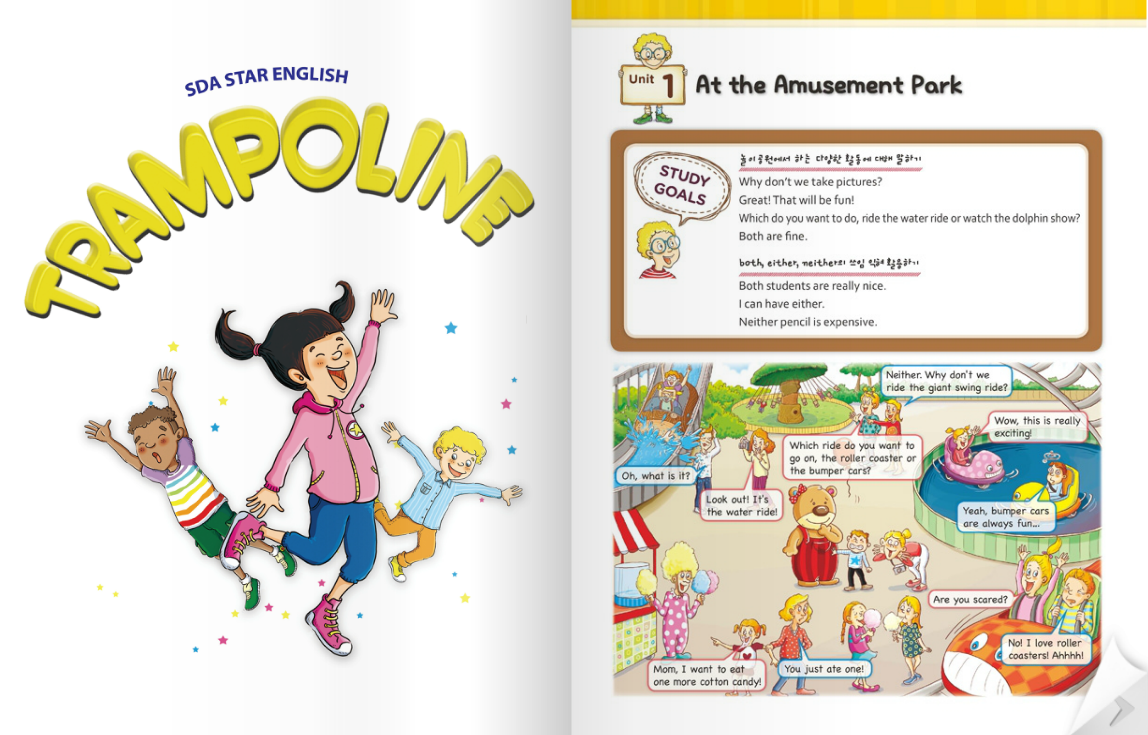 SDA STAR ENGLISH
TRAMPOLINE
Unit 1
At the Amusement Park
STUDY
GOALS
놀이공원에서 하는 다양한 활동에 대해 말하기
Why don't we take pictures?
Great! That will be fun!
Which do you want to do, ride the water ride or watch the dolphin show?
Both are fine.
both, either, neither의 쓰임 익혀 활용하기
Both students are really nice.
I can have either.
Neither pencil is expensive.
Neither. Why don't we
ride the giant swing ride?
Wow, this is really
exciting!
Which ride do you want to
go on, the roller coaster or
the bumper cars?
Oh, what is it?
Look out! It's
the water ride!
Yeah, bumper cars
are always fun...
Are you scared?
No! I love roller
coasters! Ahhhh!
Mom, I want to eat
one more cotton candy!
You just ate one!